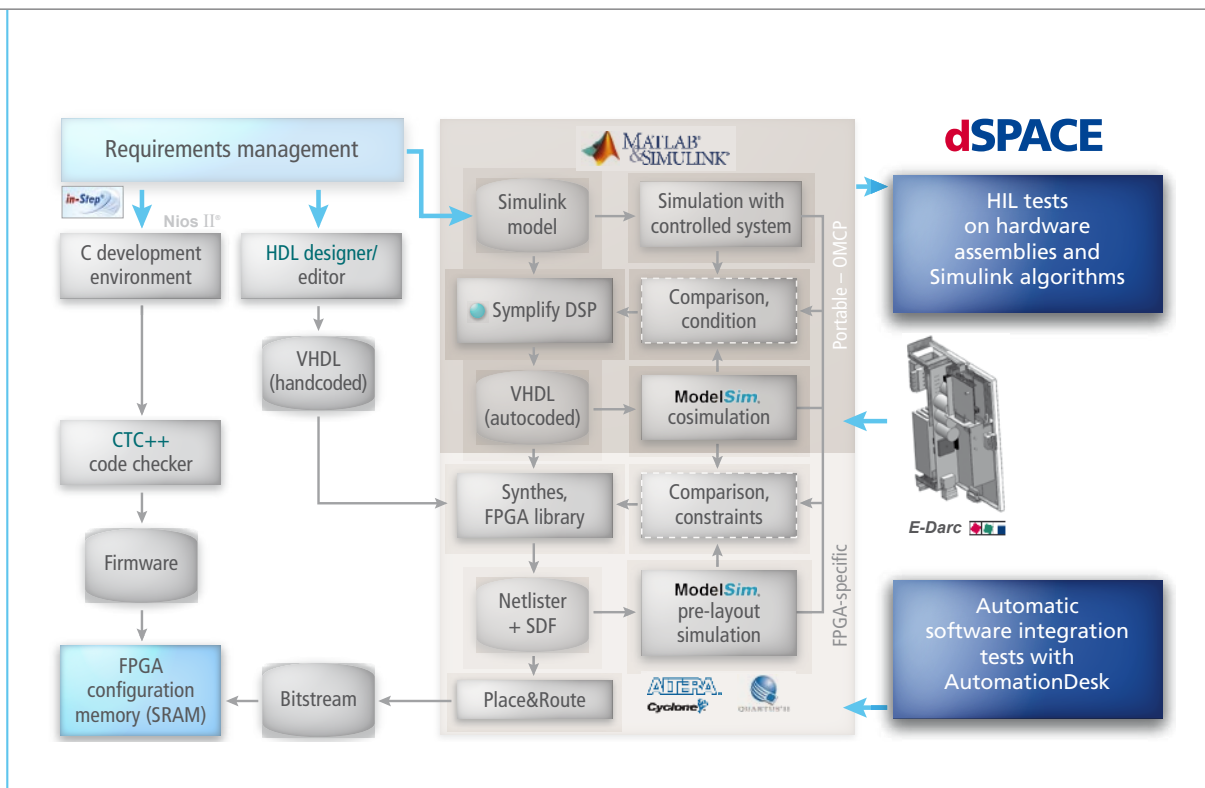 Requirements management
in-Step®
Nios II®
C development
environment
HDL designer/
editor
VHDL
(handcoded)
CTC++
code checker
Firmware
FPGA
configuration
memory (SRAM)
Bitstream
MATLAB®
&SIMULINK®
Simulink
model
Simulation with
controlled system
Symplify DSP
Comparison,
condition
VHDL
(autocoded)
ModelSim®
cosimulation
Portable – OMCP
Synthes,
FPGA library
Comparison,
constraints
Netlister
+ SDF
ModelSim®
pre-layout
simulation
FPGA-specific
Place&Route
ALTERA®
Cyclone
QUARTUS II
dSPACE
HIL tests
on hardware
assemblies and
Simulink algorithms
E-Darc
Automatic
software integration
tests with
AutomationDesk